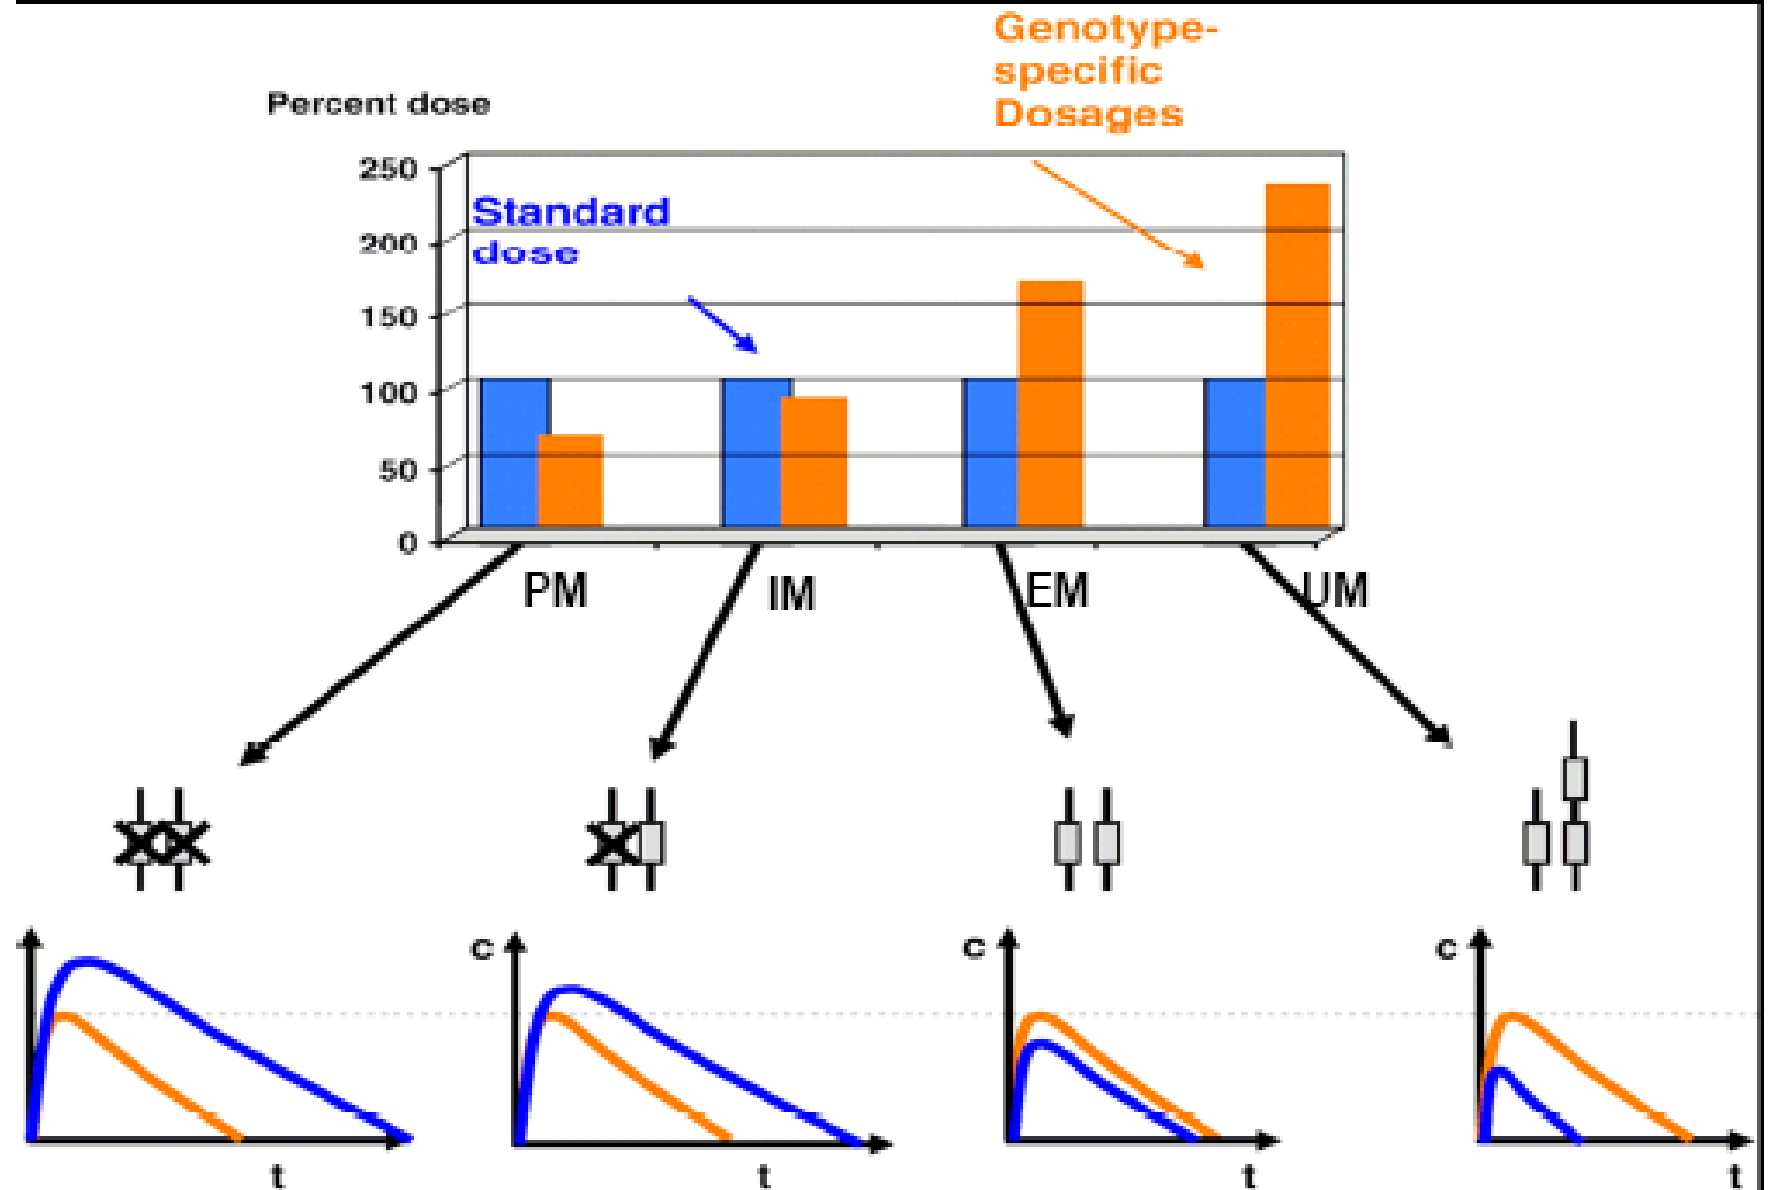 Genotype-
specific
Dosages
Percent dose
250
Standard
200
dose
150
100
50
0
PM
IM
EM
UM
c
c
c
t
t
t
t